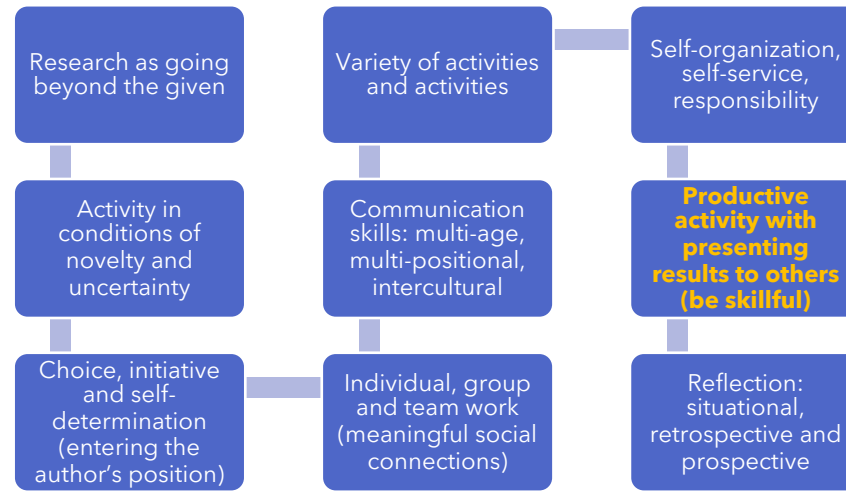 Research as going
beyond the given
Activity in
conditions of
novelty and
uncertainty
Choice, initiative
and self-
determination
(entering the
author's position)
Individual, group
and team work
(meaningful social
connections)
Communication
skills: multi-age,
multi-positional,
intercultural
Variety of activities
and activities
Self-organization,
self-service,
responsibility
Productive
activity with
presenting
results to others
(be skillful)
Reflection:
situational,
retrospective and
prospective